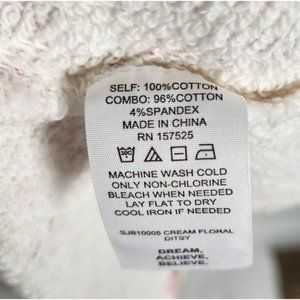 SELF: 100%COTTON
COMBO: 96%COTTON
4%SPANDEX
MADE IN CHINA
RN 157525
MACHINE WASH COLD
ONLY NON-CHLORINE
BLEACH WHEN NEEDED
LAY FLAT TO DRY
COOL IRON IF NEEDED
SJB10005 CREAM FLORAL
DITSY
DREAM,
ACHIEVE,
BELIEVE.